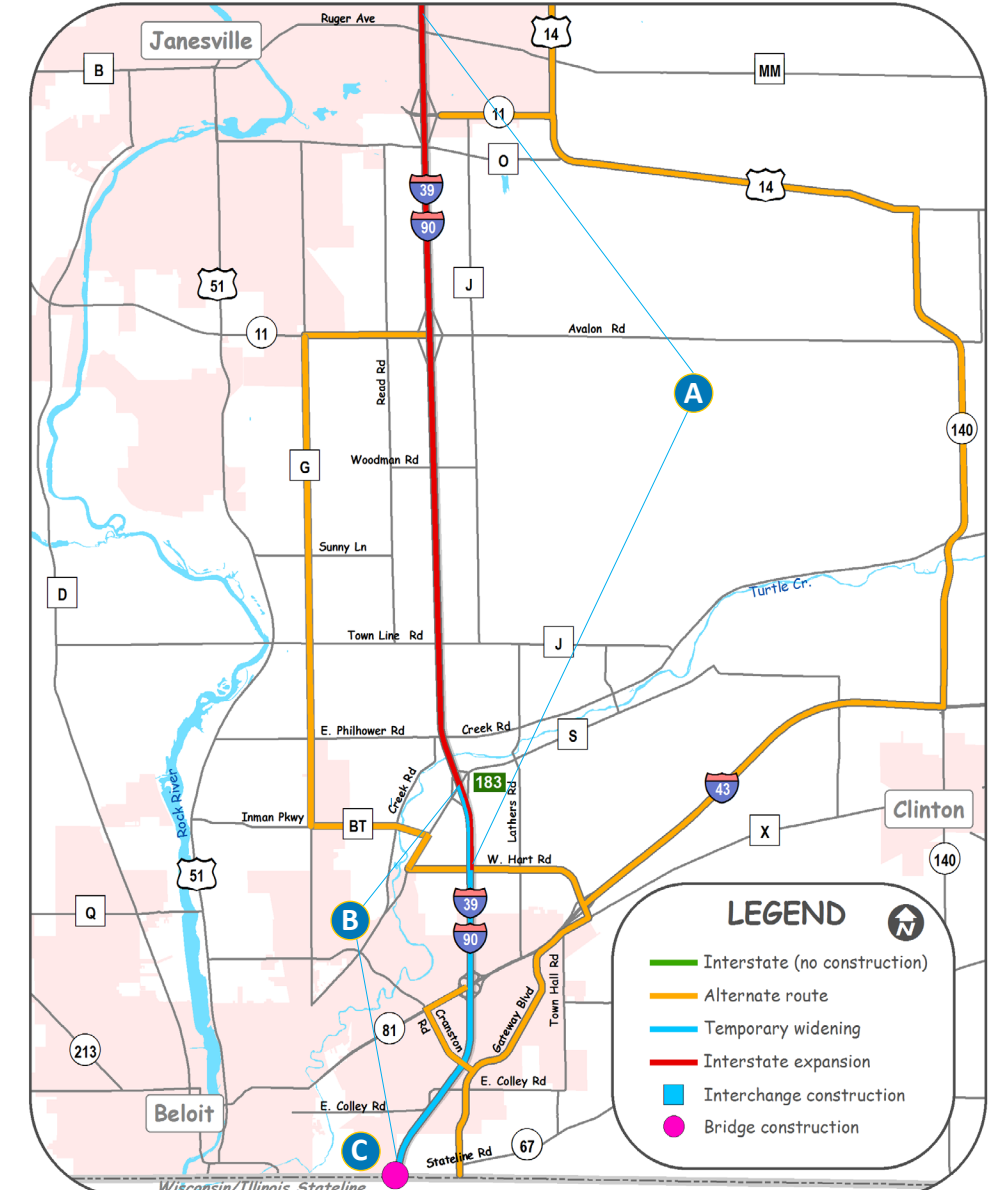 Ruger Ave
14
Janesville
B
MM
11
O
39
14
90
51
J
11
Avalon Rd
Read Rd
A
140
Woodman Rd
G
Sunny Ln
D
Turtle Cr.
Town Line Rd
J
E. Philhower Rd
Creek Rd
S
183
Creek Rd
Lathers Rd
43
Rock River
Inman Pkwy
BT
Clinton
X
W. Hart Rd
140
51
39
Q
B
90
LEGEND
N
Interstate (no construction)
Alternate route
Temporary widening
Interstate expansion
Interchange construction
Bridge construction
Town Hall Rd
Gateway Blvd
Cranston
Rd
81
213
E. Colley Rd
E. Colley Rd
Beloit
C
67
Stateline Rd
Wisconsin/Illinois Stateline